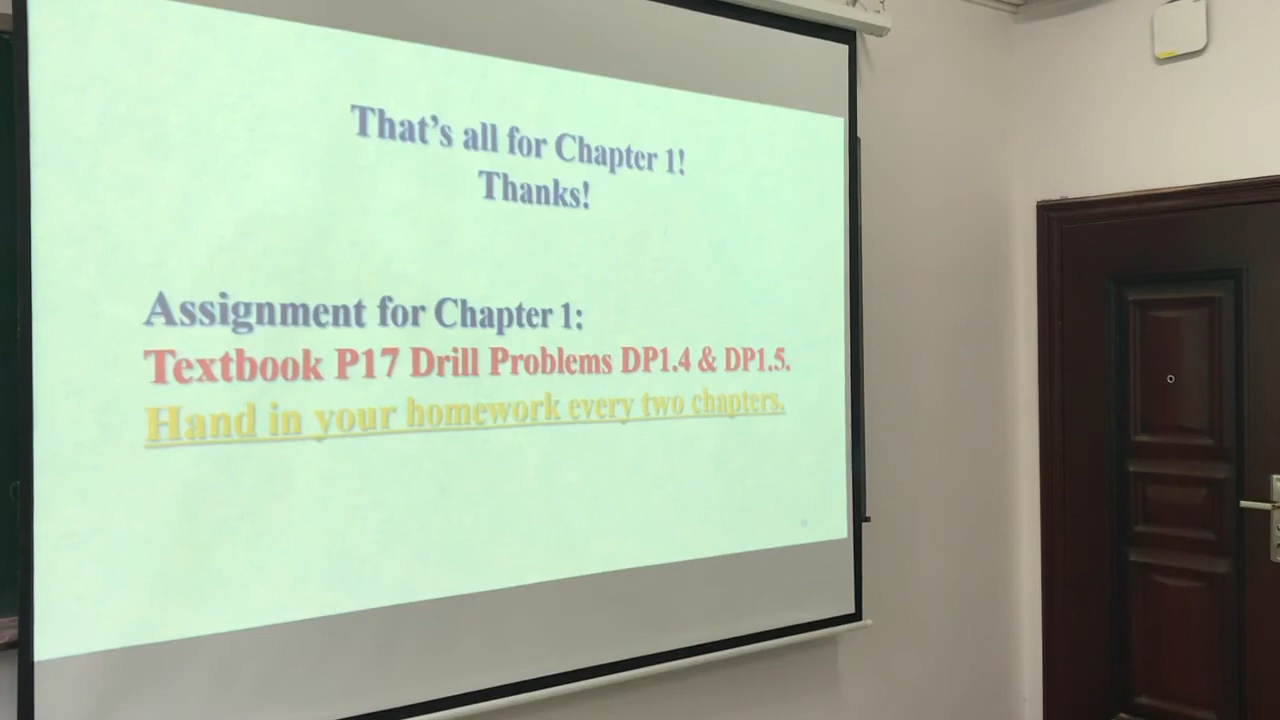 That's all for Chapter 1!
Thanks!
Assignment for Chapter 1:
Textbook P17 Drill Problems DP1.4 & DP1.5.
Hand in your homework every two chapters.